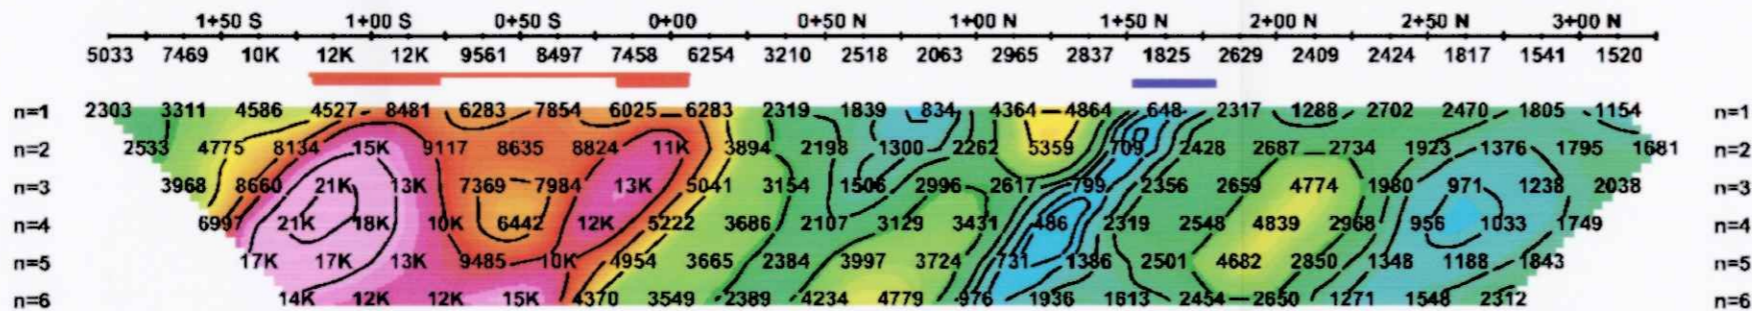 1+50 S 1+00 S 0+50 S 0+00 0+50 N 1+00 N 1+50 N 2+00 N 2+50 N 3+00 N
5033 7469 10K 12K 12K 9561 8497 7458 6254 3210 2518 2063 2965 2837 1825 2629 2409 2424 1817 1541 1520
n=1 2303 3311 4586 4527 8481 6283 7854 6025 6283 2319 1839 834 4364 4864 648 2317 1288 2702 2470 1805 1154 n=1
n=2 2533 4775 8134 15K 9117 8635 8824 11K 3894 2198 1300 2262 5359 709 2428 2687 2734 1923 1376 1795 1681 n=2
n=3 3968 8660 21K 13K 7369 7984 13K 5041 3154 1506 2996 2617 799 2356 2659 4774 1980 971 1238 2038 n=3
n=4 6997 21K 18K 10K 6442 12K 5222 3686 2107 3129 3431 486 2319 2548 4839 2968 956 1033 1749 n=4
n=5 17K 17K 13K 9485 10K 4954 3665 2384 3997 3724 731 1386 2501 4682 2850 1348 1188 1843 n=5
n=6 14K 12K 12K 15K 4370 3549 2389 4234 4779 976 1936 1613 2454 2650 1271 1548 2312 n=6